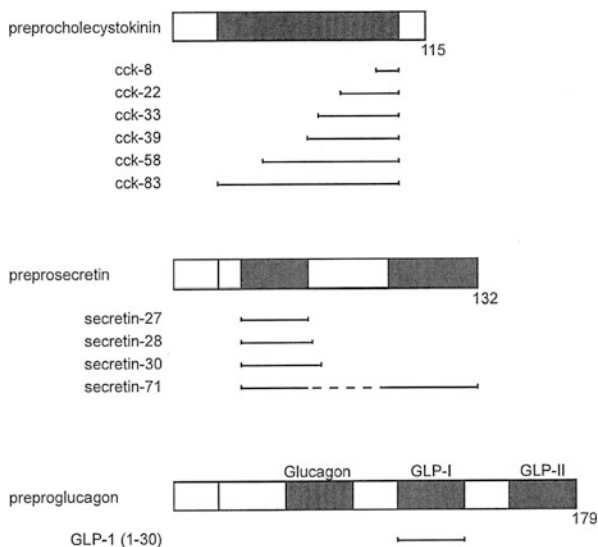 preprocholecystokinin
115
cck-8
cck-22
cck-33
cck-39
cck-58
cck-83
preprosecretin
132
secretin-27
secretin-28
secretin-30
secretin-71
Glucagon GLP-I GLP-II
preproglucagon
179
GLP-1 (1-30)